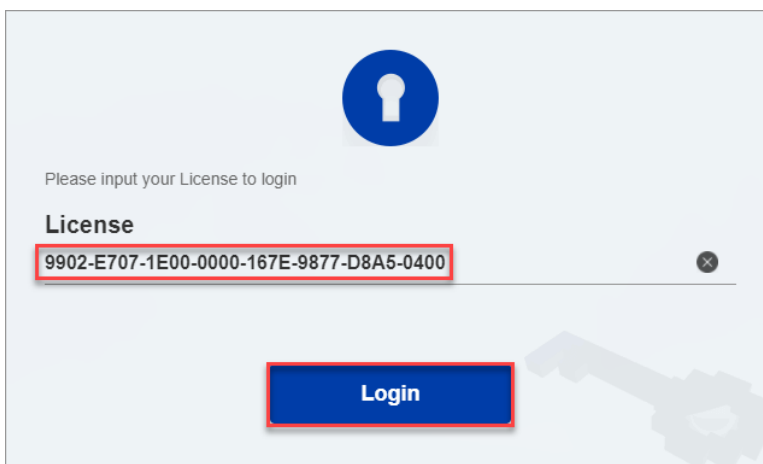 Please input your License to login
License
9902-E707-1E00-0000-167E-9877-D8A5-0400
Login